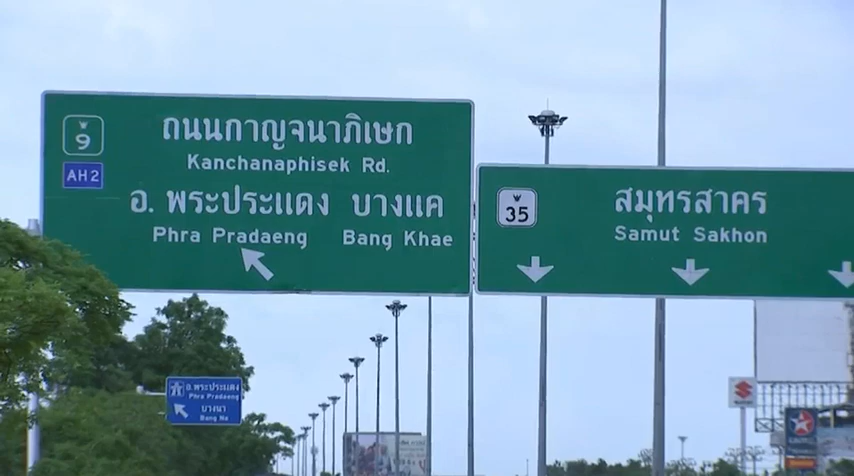 9
AH2
ถนนกาญจนาภิเษก
Kanchanaphisek Rd.
อ. พระประแดง บางแค
Phra Pradaeng Bang Khae
35
สมุทรสาคร
Samut Sakhon
อ.พระประแดง
Phra Pradaeng
บางนา
Bang Na